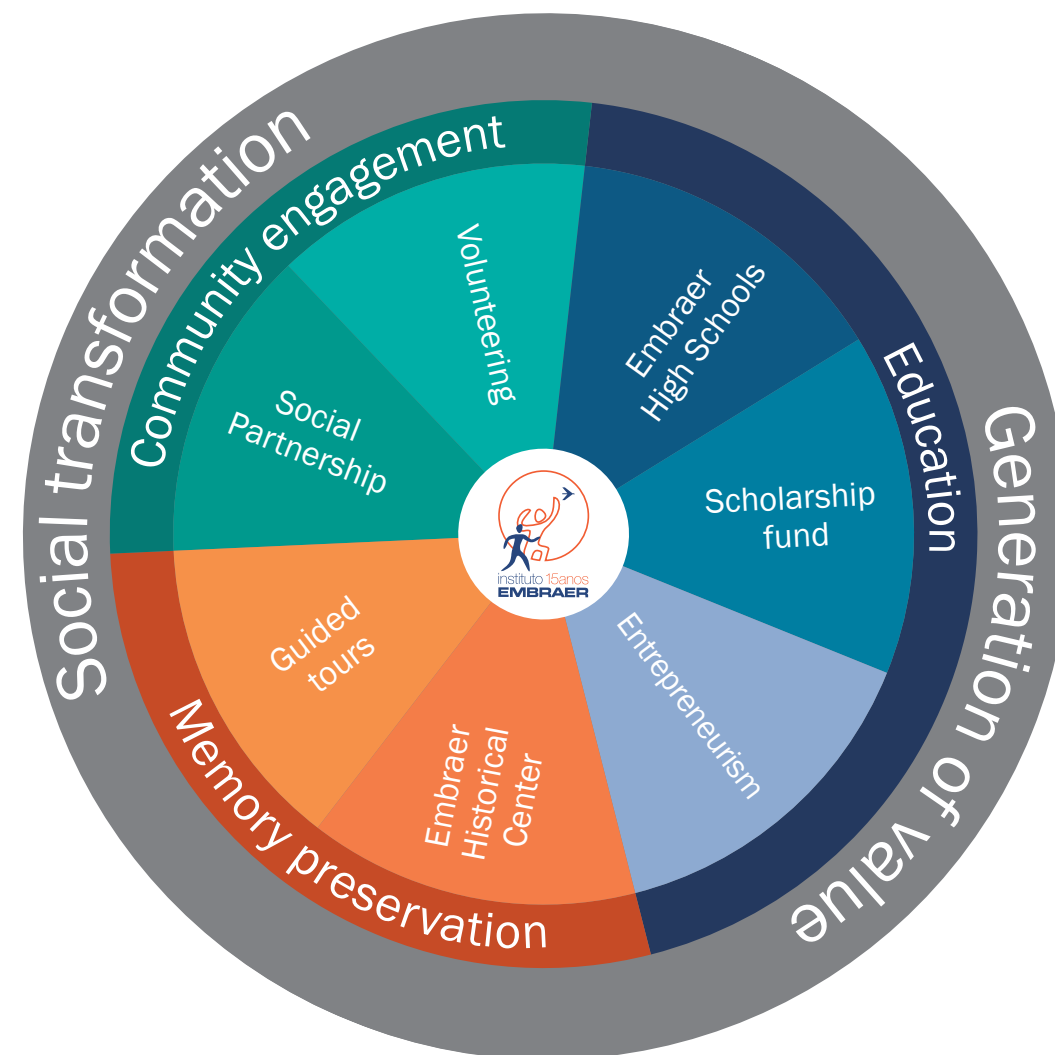 Social transformation
Generation of value
Community engagement
Education
Memory preservation
Volunteering
Social
Partnership
Embraer
High Schools
Scholarship
fund
Entrepreneurism
Embraer
Historical
Center
Guided
tours
instituto 15anos
EMBRAER